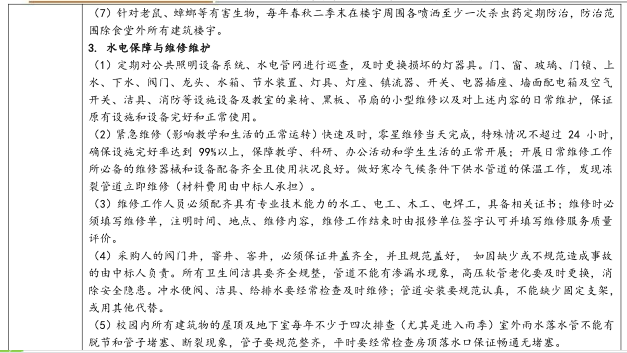 （7）针对老鼠、蟑螂等有害生物，每年春秋二季末在楼宇周围各喷洒至少一次杀虫药定期防治，防治范
围除食堂外所有建筑楼宇。
3. 水电保障与维修维护
（1）定期对公共照明设备系统、水电管网进行巡查，及时更换损坏的灯器具。门、窗、玻璃、门锁、上
水、下水、阀门、龙头、水箱、节水装置、灯具、灯座、镇流器、开关、电器插座、墙面配电箱及空气
开关、洁具、消防等设施设备及教室的桌椅、黑板、吊扇的小型维修以及对上述内容的日常维护，保证
原有设施和设备完好和正常使用。
（2）紧急维修（影响教学和生活的正常运转）快速及时，零星维修当天完成，特殊情况不超过 24 小时，
确保设施完好率达到 99%以上，保障教学、科研、办公活动和学生生活的正常开展；开展日常维修工作
所必备的维修器械和设备配备齐全且使用状况良好。做好寒冷气候条件下供水管道的保温工作，发现冻
裂管道立即维修（材料费用由中标人承担）。
（3）维修工作人员必须配齐具有专业技术能力的水工、电工、木工、电焊工，具备相关证书；维修时必
须填写维修单，注明时间、地点、维修内容，维修工作结束时由报修单位签字认可并填写维修服务质量
评价。
（4）采购人的阀门井，窨井、窖井，必须保证井盖齐全，并且规范盖好， 如因缺少或不规范造成事故
的由中标人负责。所有卫生间洁具要齐全规整，管道不能有渗漏水现象，高压软管老化要及时更换，消
除安全隐患。冲水便阀、洁具、给排水要经常检查及时维修；管道安装要规范认真，不能缺少固定支架，
或用其他代替。
（5）校园内所有建筑物的屋顶及地下室每年不少于四次排查（尤其是进入雨季）室外雨水落水管不能有
脱节和管子堵塞、断裂现象，管子要规范整齐，平时要经常检查房顶落水口保证畅通无堵塞。